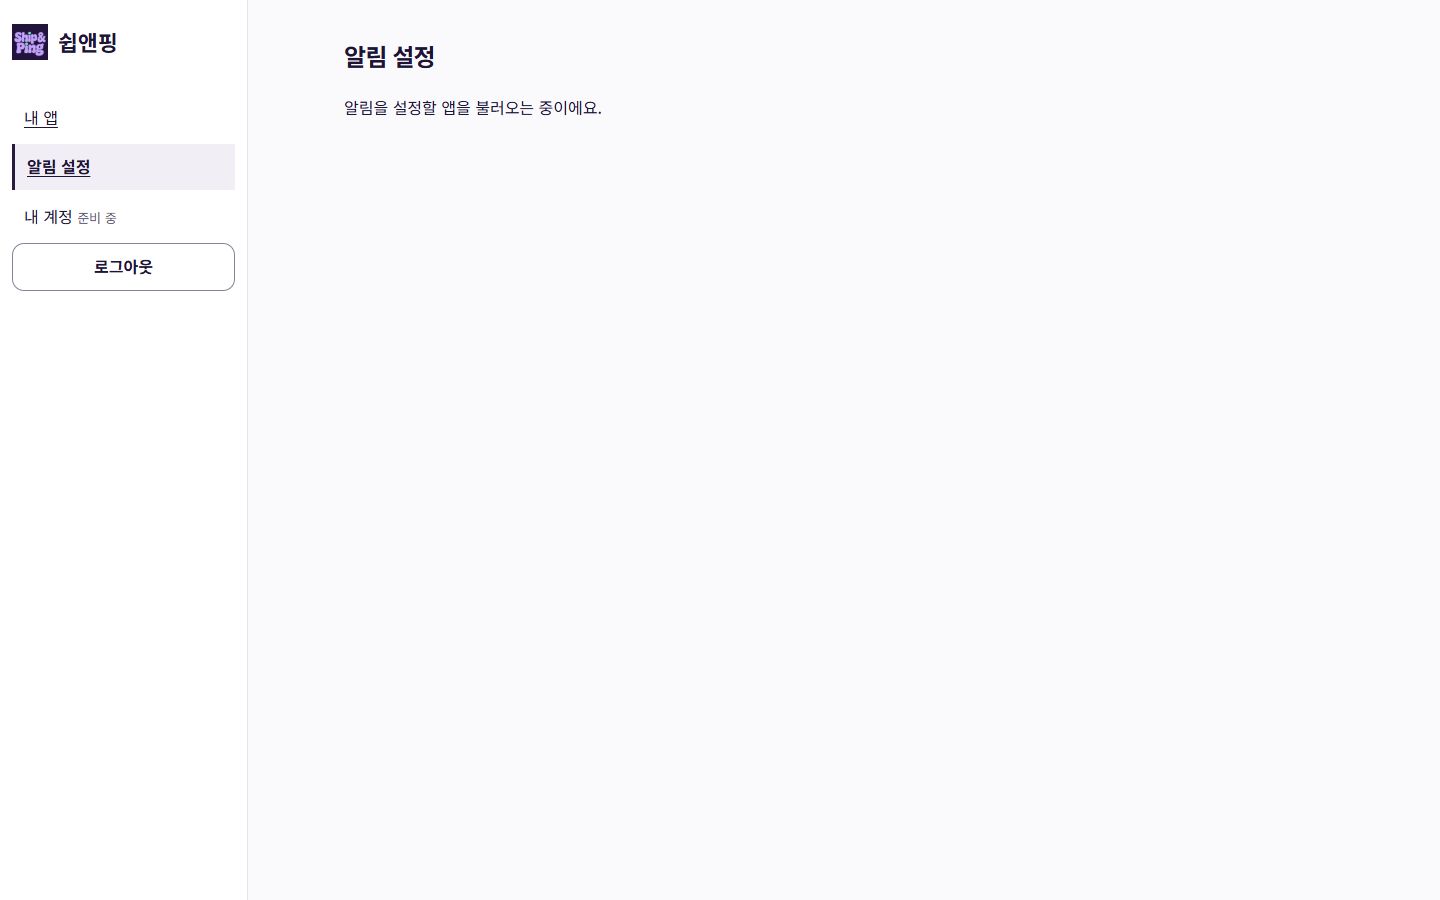 Ship&
Ping
쉽앤핑
내 앱
알림 설정
내 계정 준비 중
로그아웃
알림 설정
알림을 설정할 앱을 불러오는 중이에요.